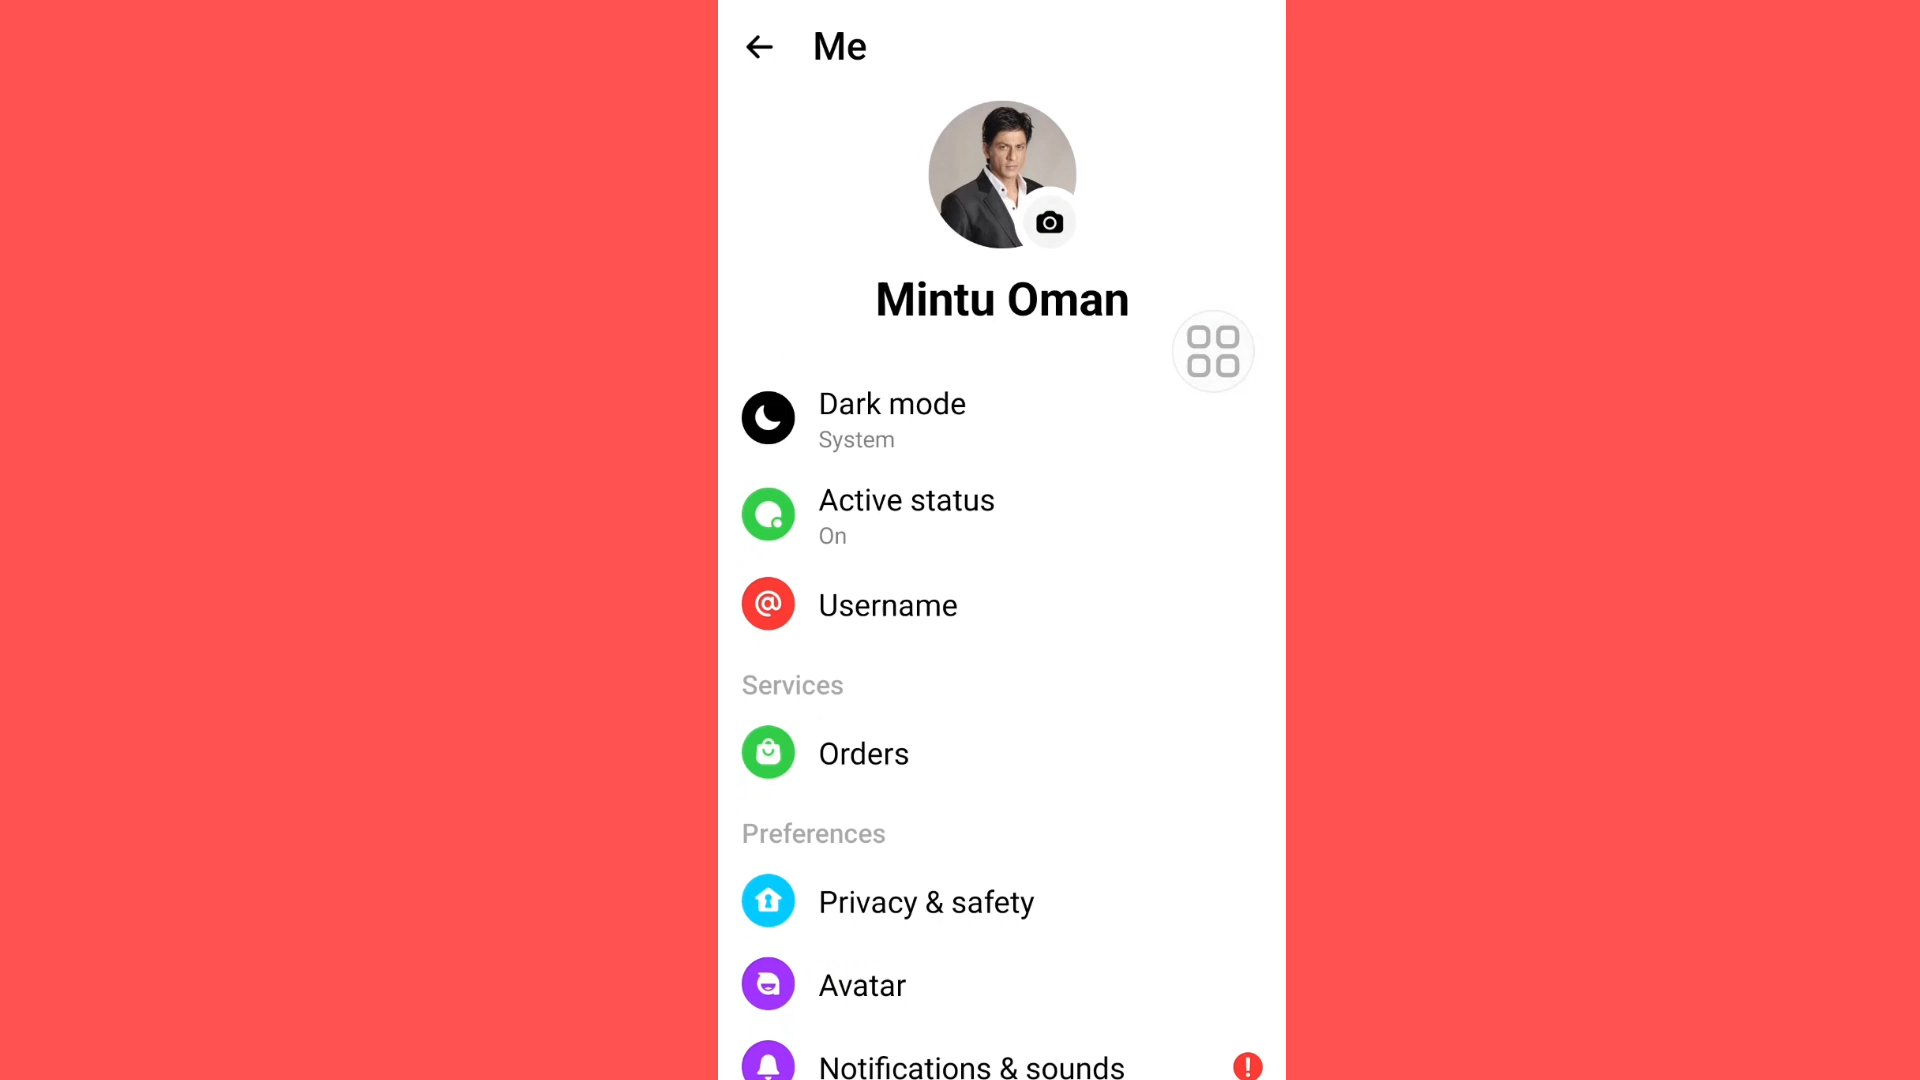 Me
Mintu Oman
Dark mode
System
Active status
On
Username
Services
Orders
Preferences
Privacy & safety
Avatar
Notifications & sounds